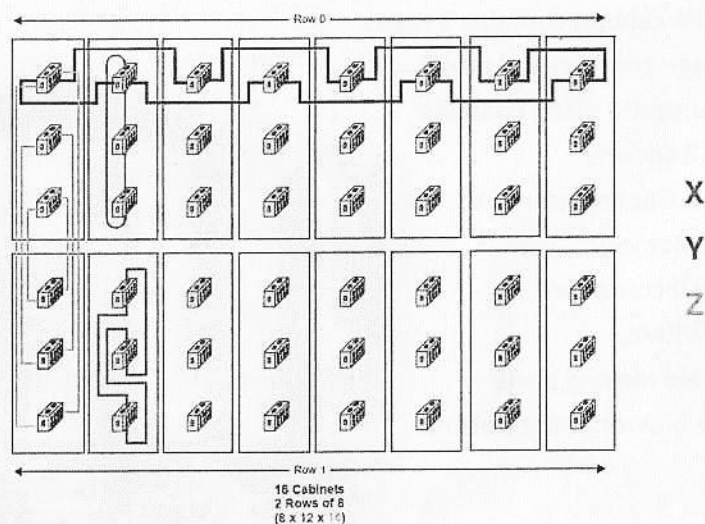 Row 0
X
Y
Z
Row 1
16 Cabinets
2 Rows of 8
(8 x 12 x 16)